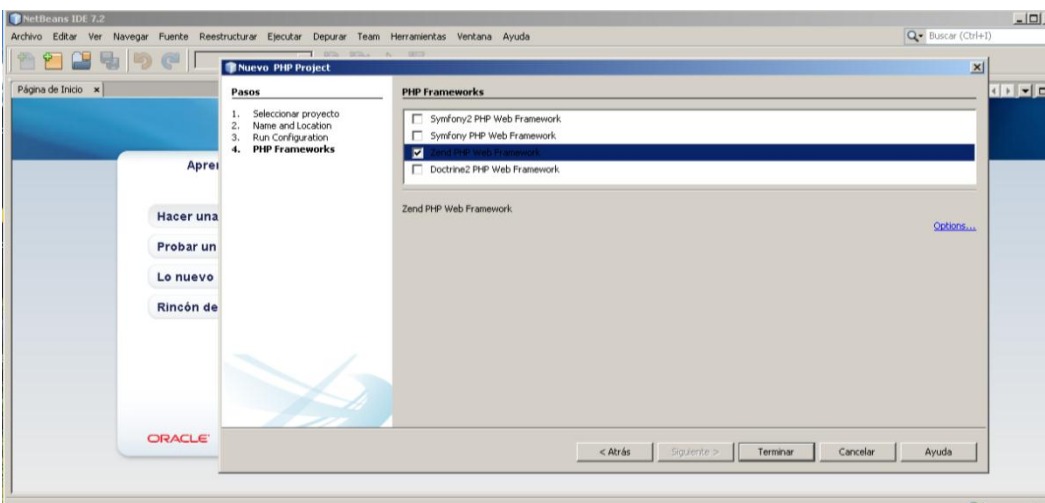 NetBeans IDE 7.2
Archivo Editar Ver Navegar Fuente Reestructurar Ejecutar Depurar Team Herramientas Ventana Ayuda
Buscar (Ctrl+I)
Página de Inicio
Nuevo PHP Project
Pasos
1. Seleccionar proyecto
2. Name and Location
3. Run Configuration
4. PHP Frameworks
PHP Frameworks
Symfony2 PHP Web Framework
Symfony PHP Web Framework
Zend PHP Web Framework
Doctrine2 PHP Web Framework
Zend PHP Web Framework
Options...
Hacer una
Probar un
Lo nuevo
Rincón de
ORACLE
< Atrás Siguiente > Terminar Cancelar Ayuda